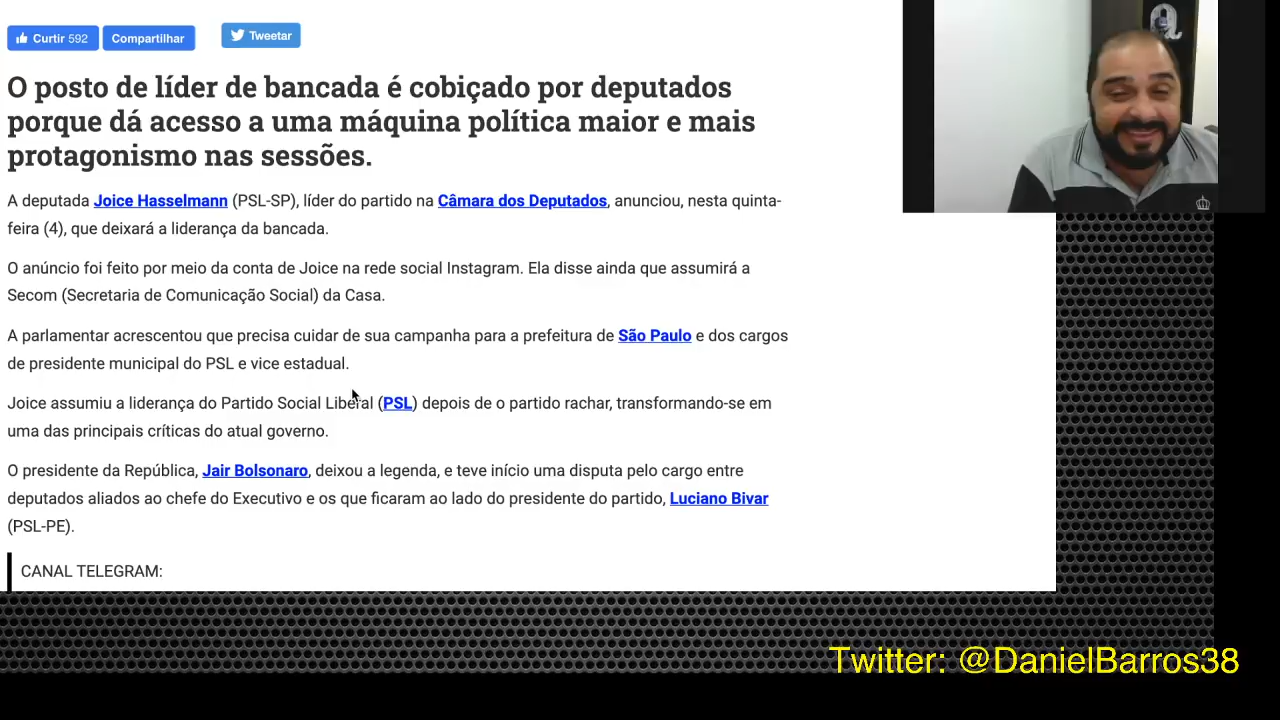 Curtir 592 Compartilhar Tweetar
O posto de líder de bancada é cobiçado por deputados
porque dá acesso a uma máquina política maior e mais
protagonismo nas sessões.
A deputada Joice Hasselmann (PSL-SP), líder do partido na Câmara dos Deputados, anunciou, nesta quinta-
feira (4), que deixará a liderança da bancada.
O anúncio foi feito por meio da conta de Joice na rede social Instagram. Ela disse ainda que assumirá a
Secom (Secretaria de Comunicação Social) da Casa.
A parlamentar acrescentou que precisa cuidar de sua campanha para a prefeitura de São Paulo e dos cargos
de presidente municipal do PSL e vice estadual.
Joice assumiu a liderança do Partido Social Liberal (PSL) depois de o partido rachar, transformando-se em
uma das principais críticas do atual governo.
O presidente da República, Jair Bolsonaro, deixou a legenda, e teve início uma disputa pelo cargo entre
deputados aliados ao chefe do Executivo e os que ficaram ao lado do presidente do partido, Luciano Bivar
(PSL-PE).
CANAL TELEGRAM:
Twitter: @DanielBarros38